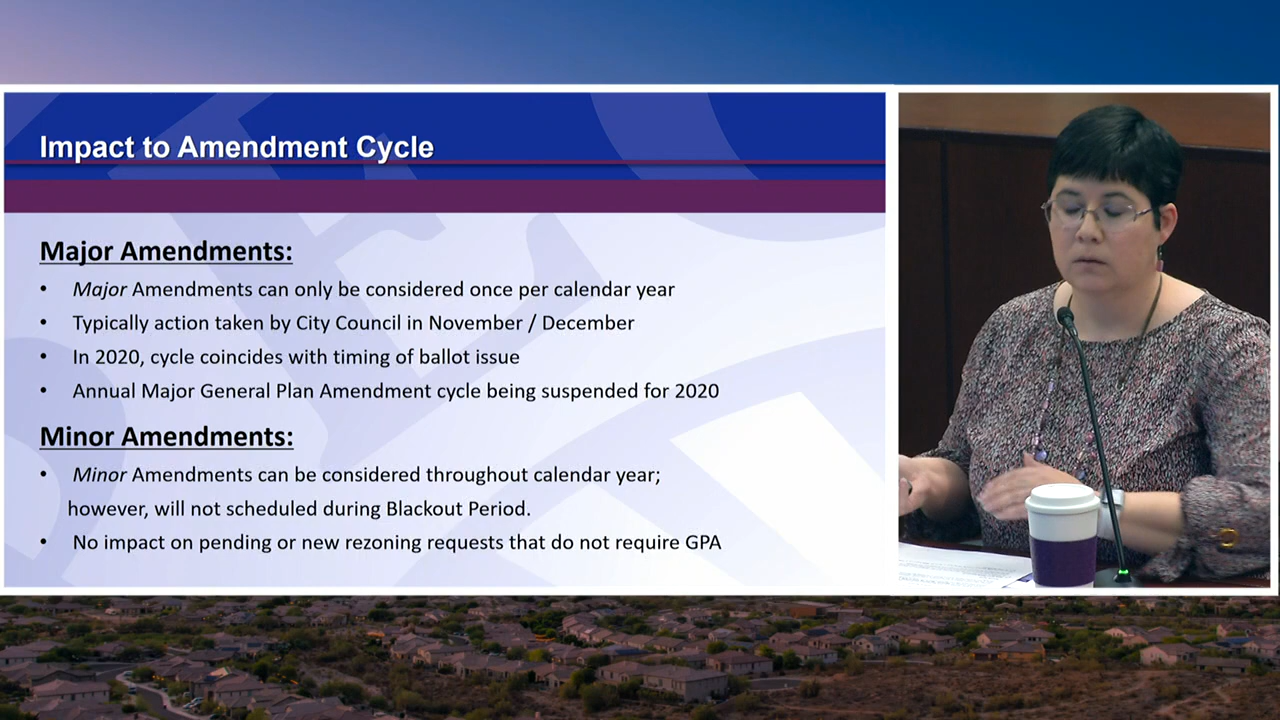 Impact to Amendment Cycle
Major Amendments:
• Major Amendments can only be considered once per calendar year
• Typically action taken by City Council in November / December
• In 2020, cycle coincides with timing of ballot issue
• Annual Major General Plan Amendment cycle being suspended for 2020
Minor Amendments:
• Minor Amendments can be considered throughout calendar year;
however, will not scheduled during Blackout Period.
• No impact on pending or new rezoning requests that do not require GPA